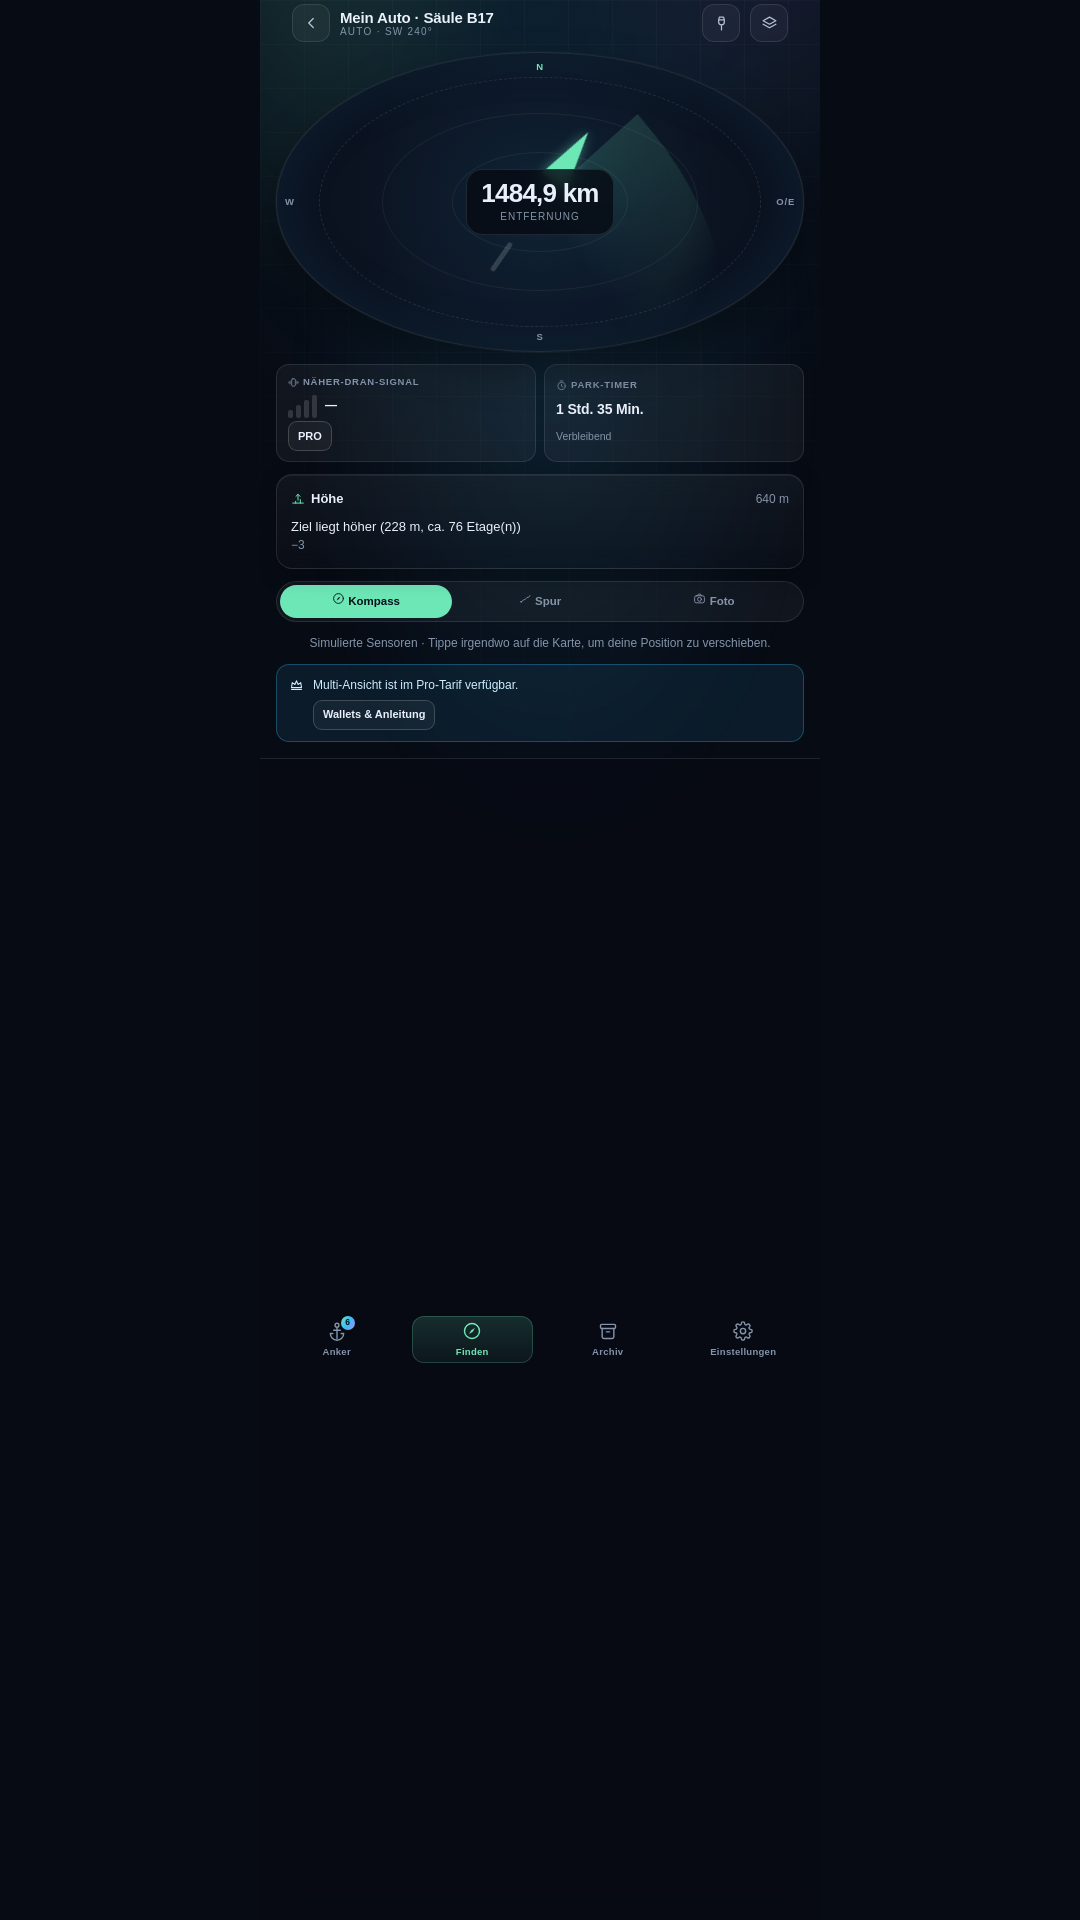 Mein Auto · Säule B17
AUTO · SW 240°
N
W
O/E
1484,9 km
ENTFERNUNG
S
NÄHER-DRAN-SIGNAL
—
PRO
PARK-TIMER
1 Std. 35 Min.
Verbleibend
Höhe
640 m
Ziel liegt höher (228 m, ca. 76 Etage(n))
−3
Kompass
Spur
Foto
Simulierte Sensoren · Tippe irgendwo auf die Karte, um deine Position zu verschieben.
Multi-Ansicht ist im Pro-Tarif verfügbar.
Wallets & Anleitung
6
Anker
Finden
Archiv
Einstellungen